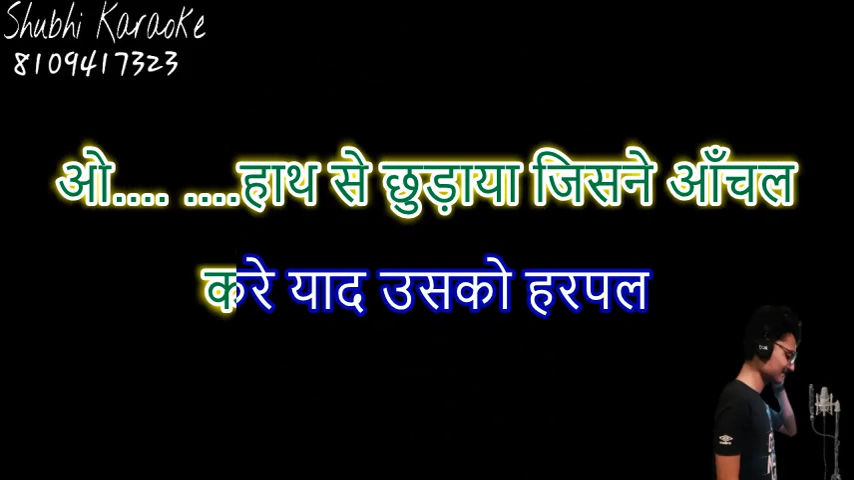 Shubhi Karaoke
8109417323
ओ.... ....हाथ से छुड़ाया जिसने आँचल
करे याद उसको हरपल